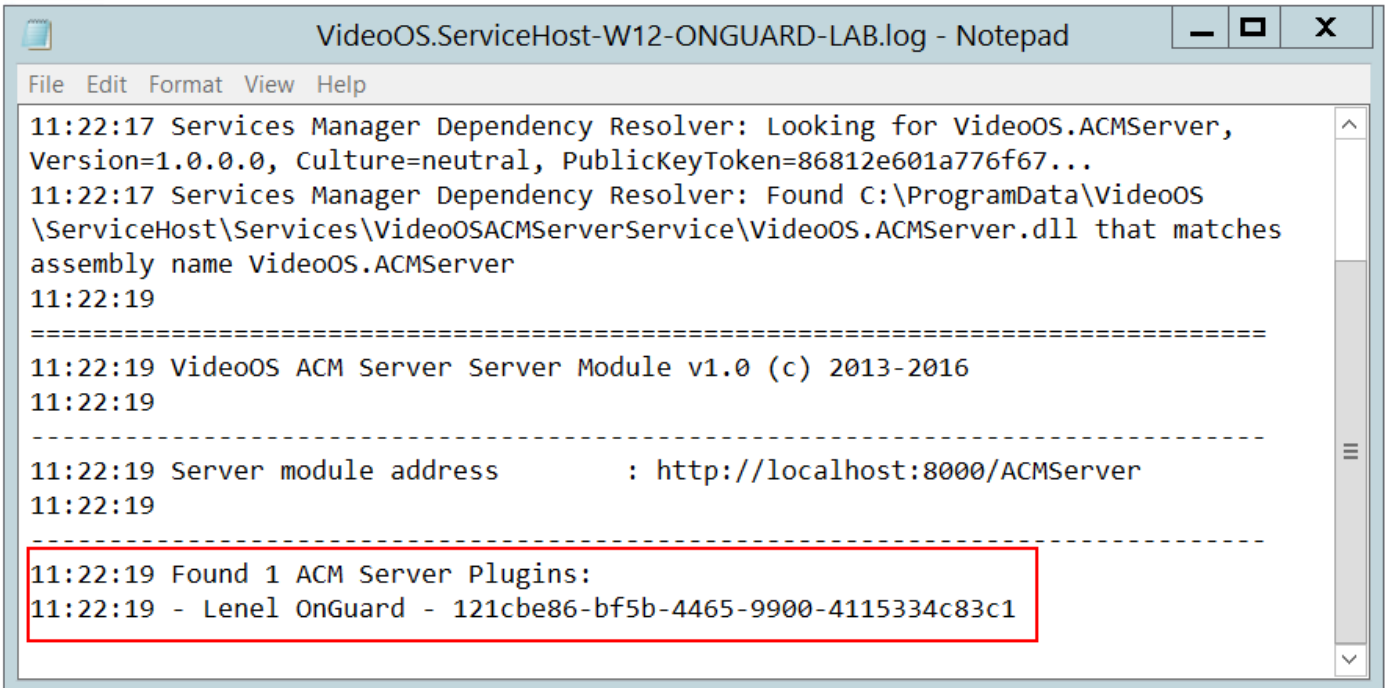 VideoOS.ServiceHost-W12-ONGUARD-LAB.log - Notepad
File Edit Format View Help
11:22:17 Services Manager Dependency Resolver: Looking for VideoOS.ACMServer,
Version=1.0.0.0, Culture=neutral, PublicKeyToken=86812e601a776f67...
11:22:17 Services Manager Dependency Resolver: Found C:\ProgramData\VideoOS
\ServiceHost\Services\VideoOSACMServerService\VideoOS.ACMServer.dll that matches
assembly name VideoOS.ACMServer
11:22:19
===============================================================================
11:22:19 VideoOS ACM Server Server Module v1.0 (c) 2013-2016
11:22:19
-------------------------------------------------------------------------------
11:22:19 Server module address        : http://localhost:8000/ACMServer
11:22:19
-------------------------------------------------------------------------------
11:22:19 Found 1 ACM Server Plugins:
11:22:19 - Lenel OnGuard - 121cbe86-bf5b-4465-9900-4115334c83c1